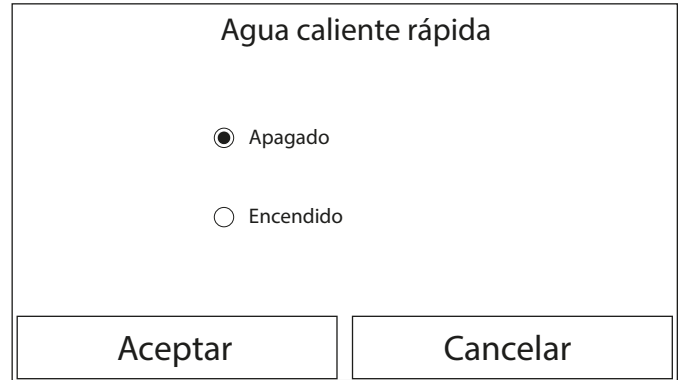 Agua caliente rápida
Apagado
Encendido
Aceptar
Cancelar